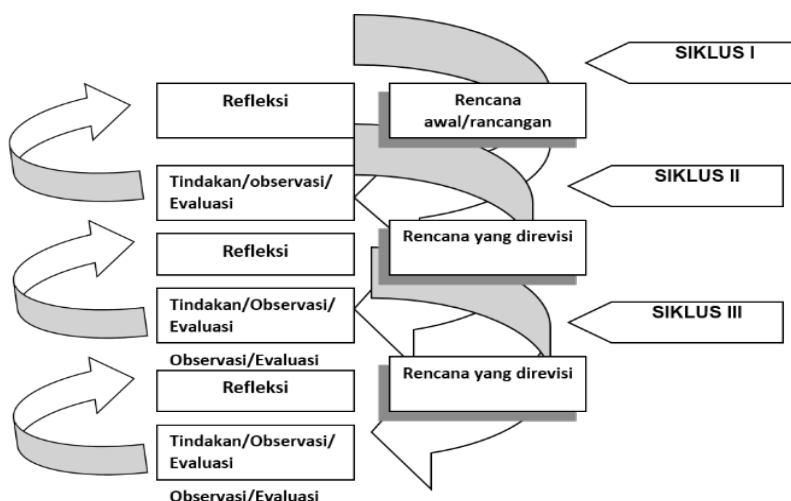 SIKLUS I
Refleksi
Rencana
awal/rancangan
Tindakan/observasi/
Evaluasi
SIKLUS II
Refleksi
Rencana yang direvisi
Tindakan/Observasi/
Evaluasi
Observasi/Evaluasi
SIKLUS III
Refleksi
Rencana yang direvisi
Tindakan/Observasi/
Evaluasi
Observasi/Evaluasi